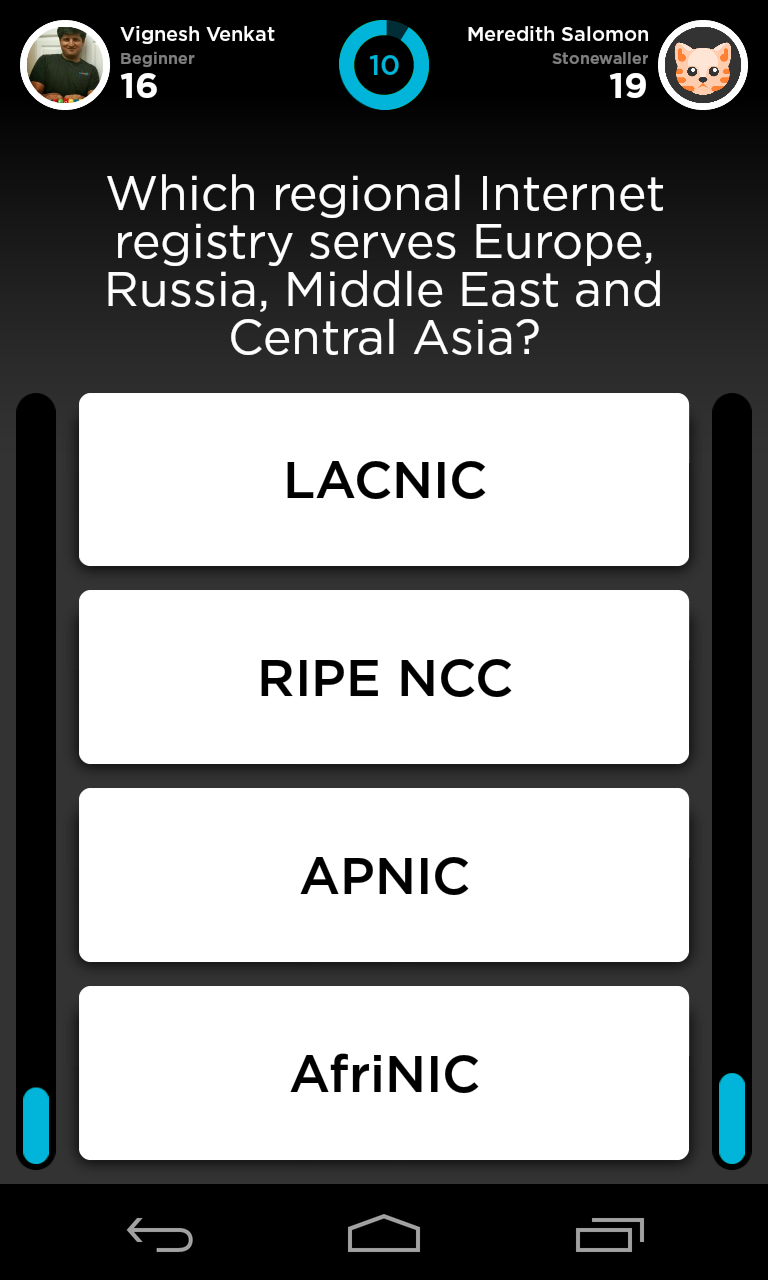 Vignesh Venkat
Beginner
16
10
Meredith Salomon
Stonewaller
19
Which regional Internet
registry serves Europe,
Russia, Middle East and
Central Asia?
LACNIC
RIPE NCC
APNIC
AfriNIC